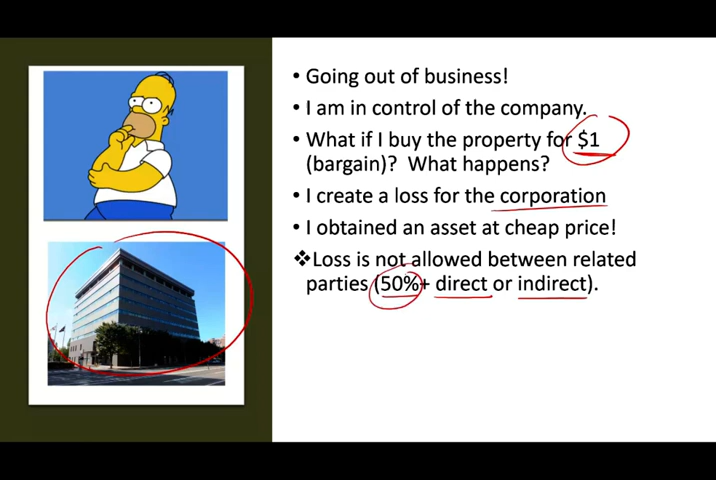 • Going out of business!
• I am in control of the company.
• What if I buy the property for $1
(bargain)? What happens?
• I create a loss for the corporation
• I obtained an asset at cheap price!
❖Loss is not allowed between related
parties (50%+ direct or indirect).